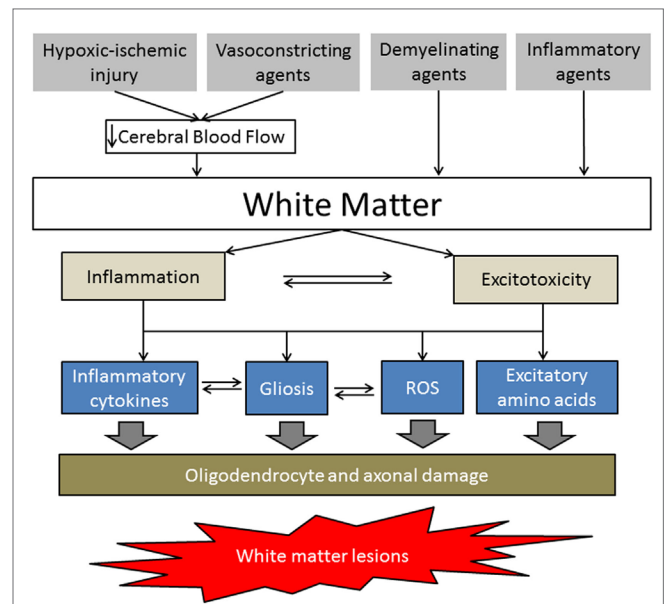 Hypoxic-ischemic
injury
Vasoconstricting
agents
Demyelinating
agents
Inflammatory
agents
↓Cerebral Blood Flow
White Matter
Inflammation
Excitotoxicity
Inflammatory
cytokines
Gliosis
ROS
Excitatory
amino acids
Oligodendrocyte and axonal damage
White matter lesions